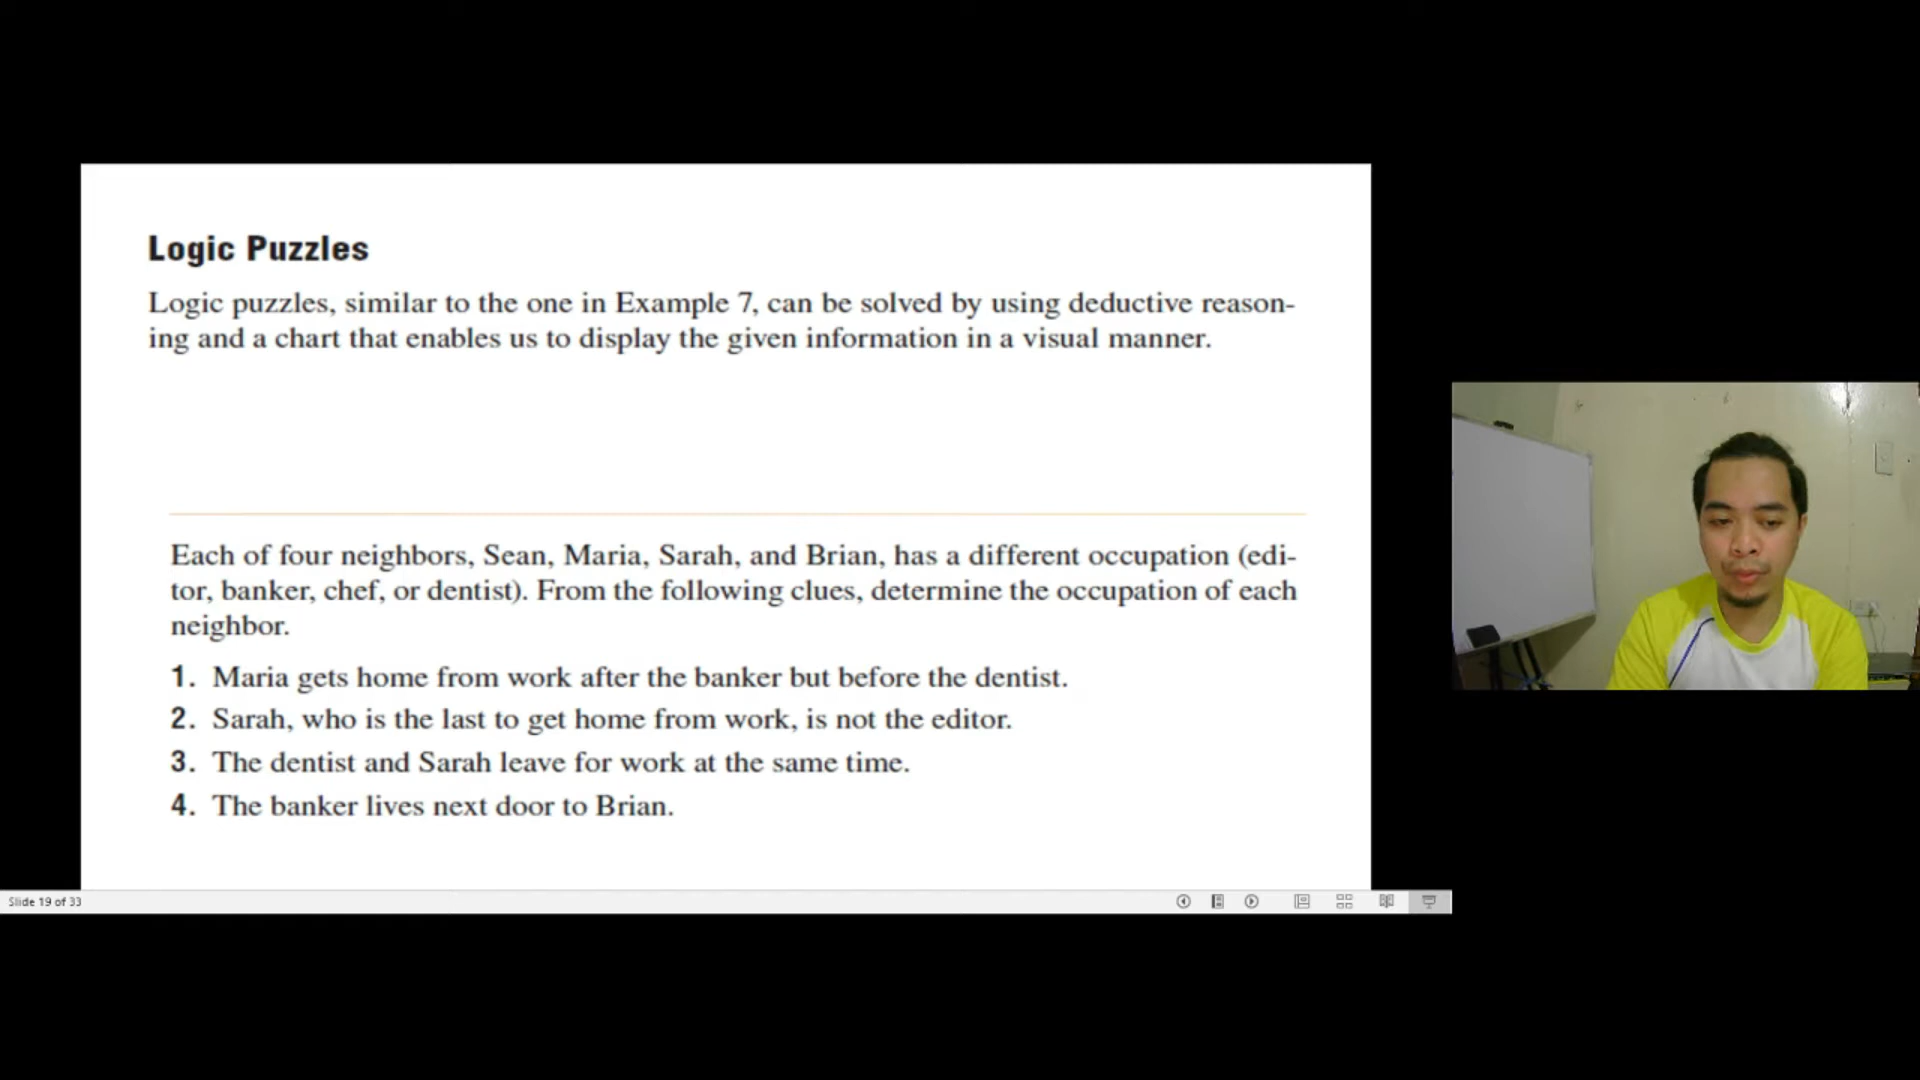 Logic Puzzles
Logic puzzles, similar to the one in Example 7, can be solved by using deductive reason-
ing and a chart that enables us to display the given information in a visual manner.
Each of four neighbors, Sean, Maria, Sarah, and Brian, has a different occupation (edi-
tor, banker, chef, or dentist). From the following clues, determine the occupation of each
neighbor.
1. Maria gets home from work after the banker but before the dentist.
2. Sarah, who is the last to get home from work, is not the editor.
3. The dentist and Sarah leave for work at the same time.
4. The banker lives next door to Brian.
Slide 19 of 33